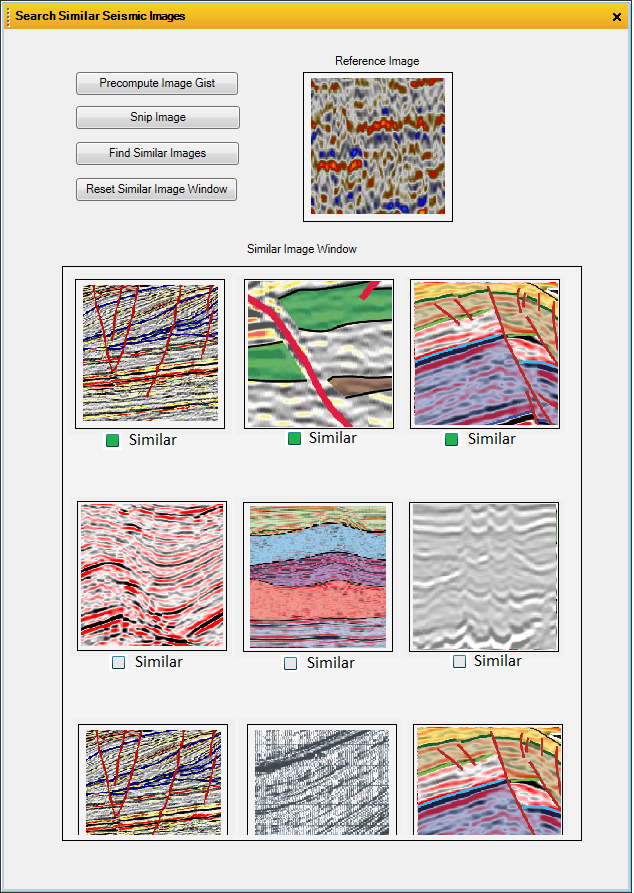 Search Similar Seismic Images
Reference Image
Precompute Image Gist
Snip Image
Find Similar Images
Reset Similar Image Window
Similar Image Window
Similar
Similar
Similar
Similar
Similar
Similar